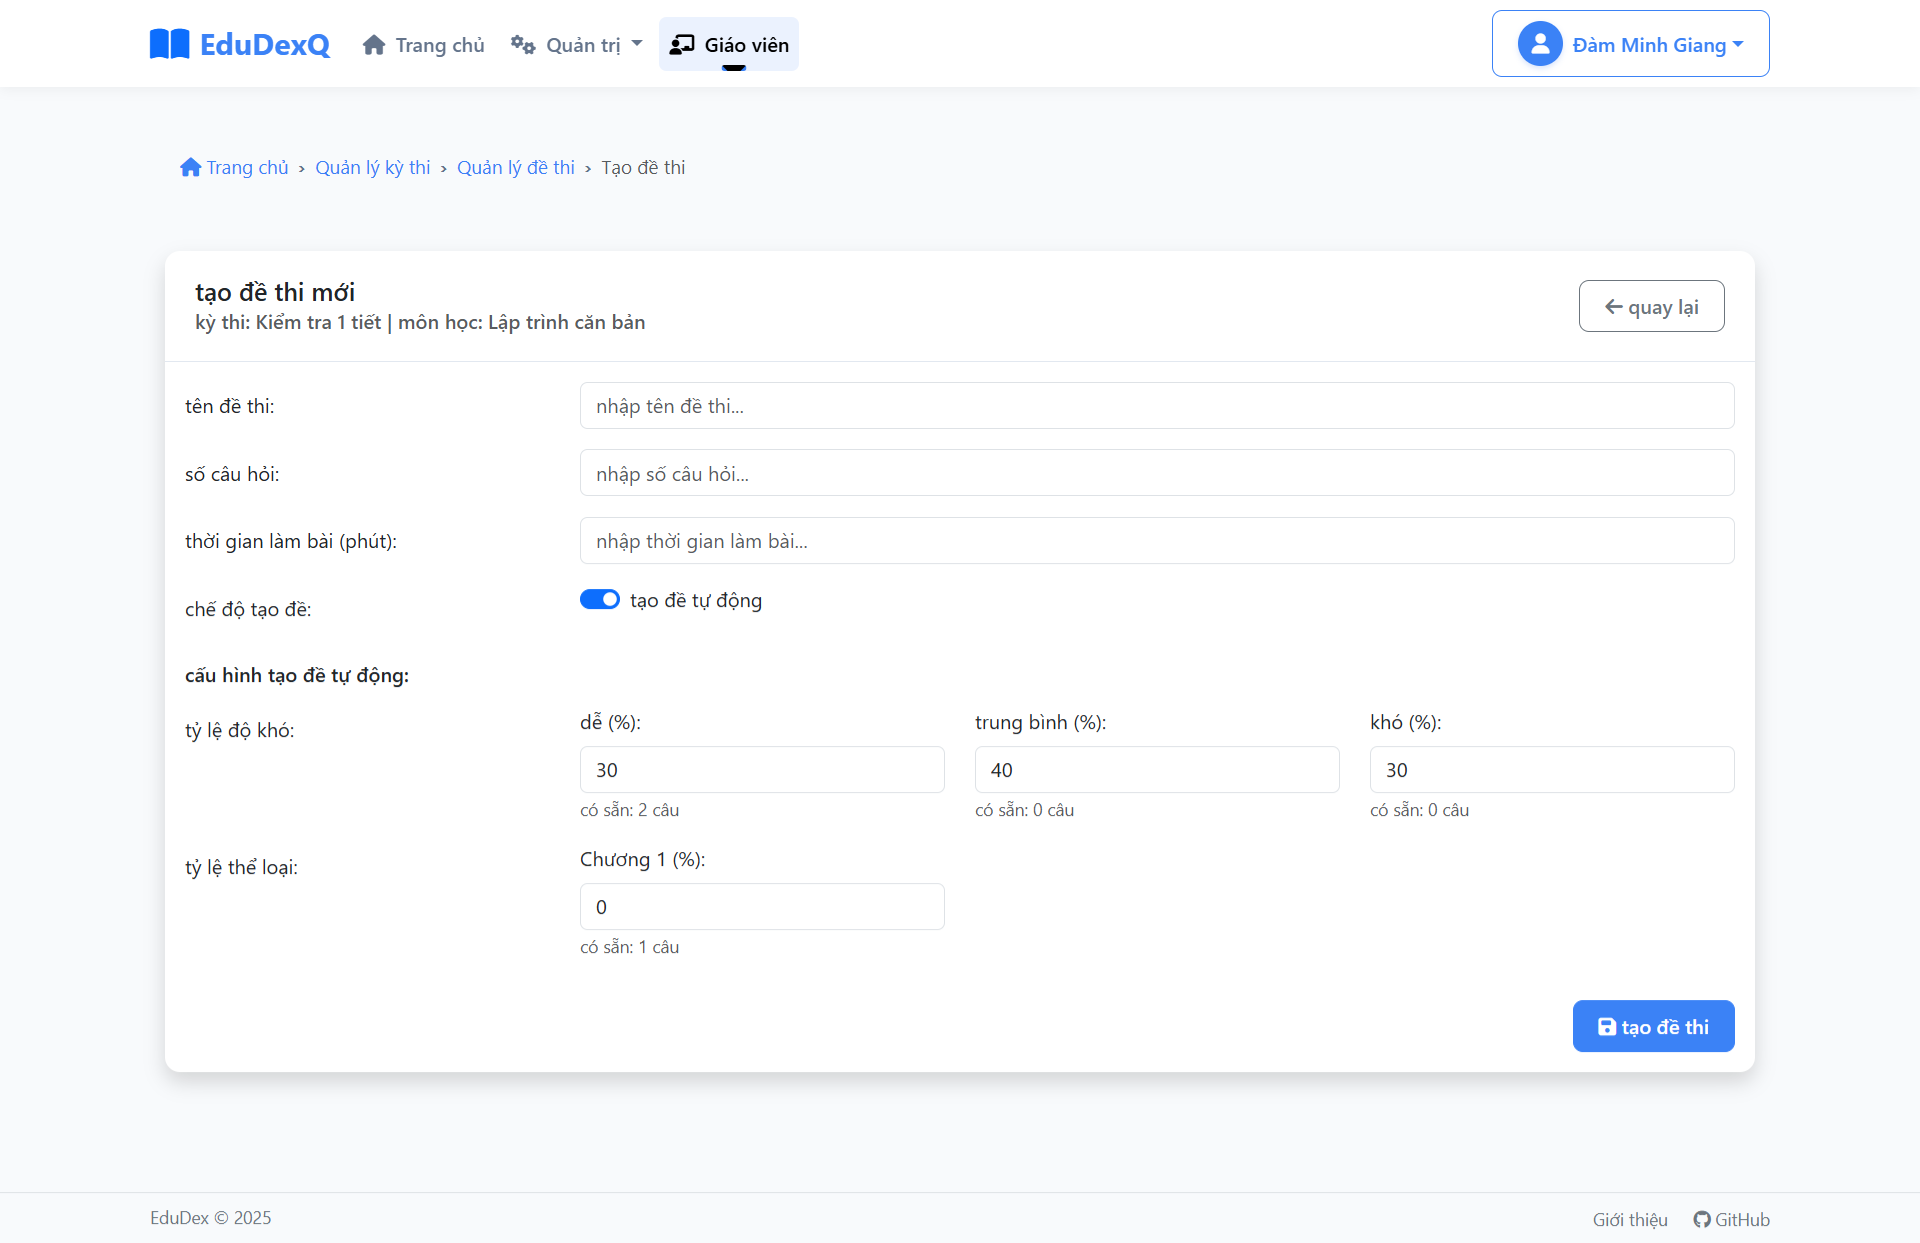 EduDexQ
Trang chủ
Quản trị
Giáo viên
Đàm Minh Giang
Trang chủ › Quản lý kỳ thi › Quản lý đề thi › Tạo đề thi
tạo đề thi mới
kỳ thi: Kiểm tra 1 tiết | môn học: Lập trình căn bản
quay lại
tên đề thi:
nhập tên đề thi...
số câu hỏi:
nhập số câu hỏi...
thời gian làm bài (phút):
nhập thời gian làm bài...
chế độ tạo đề:
tạo đề tự động
cấu hình tạo đề tự động:
tỷ lệ độ khó:
dễ (%):
30
có sẵn: 2 câu
trung bình (%):
40
có sẵn: 0 câu
khó (%):
30
có sẵn: 0 câu
tỷ lệ thể loại:
Chương 1 (%):
0
có sẵn: 1 câu
tạo đề thi
EduDex © 2025
Giới thiệu
GitHub